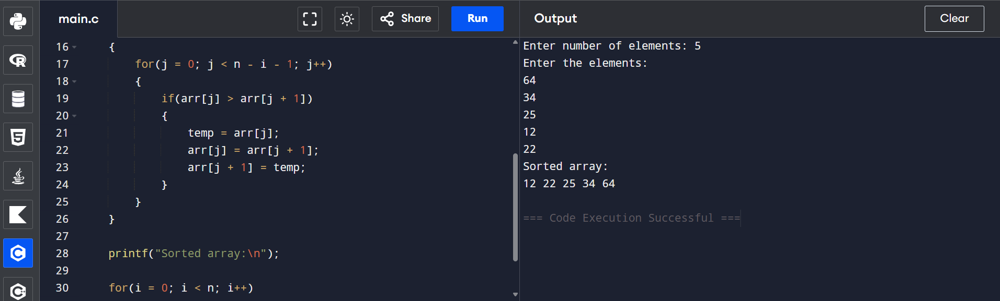 main.c
Share
Run
Output
Clear
16 {
17 for(j = 0; j < n - i - 1; j++)
18 {
19 if(arr[j] > arr[j + 1])
20 {
21 temp = arr[j];
22 arr[j] = arr[j + 1];
23 arr[j + 1] = temp;
24 }
25 }
26 }
27
28 printf("Sorted array:\n");
29
30 for(i = 0; i < n; i++)
Enter number of elements: 5
Enter the elements:
64
34
25
12
22
Sorted array:
12 22 25 34 64
=== Code Execution Successful ===